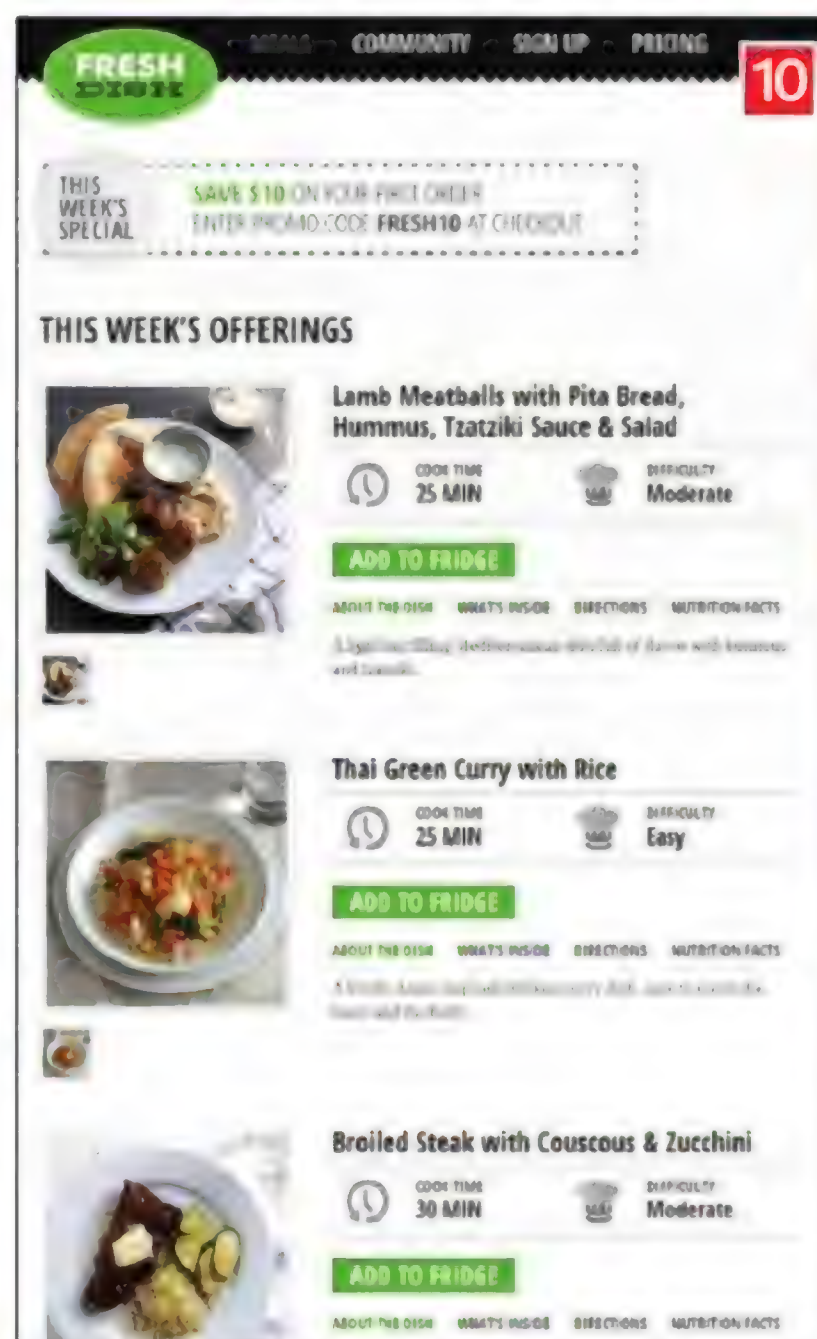 MEALS COMMUNITY SIGN UP PRICING
FRESH
DISH
10
THIS
WEEK'S
SPECIAL
SAVE $10 ON YOUR FIRST ORDER
ENTER PROMO CODE FRESH10 AT CHECKOUT
THIS WEEK'S OFFERINGS
Lamb Meatballs with Pita Bread,
Hummus, Tzatziki Sauce & Salad
COOK TIME
25 MIN
DIFFICULTY
Moderate
ADD TO FRIDGE
ABOUT THE DISH WHAT'S INSIDE DIRECTIONS NUTRITION FACTS
Thai Green Curry with Rice
COOK TIME
25 MIN
DIFFICULTY
Easy
ADD TO FRIDGE
ABOUT THE DISH WHAT'S INSIDE DIRECTIONS NUTRITION FACTS
Broiled Steak with Couscous & Zucchini
COOK TIME
30 MIN
DIFFICULTY
Moderate
ADD TO FRIDGE
ABOUT THE DISH WHAT'S INSIDE DIRECTIONS NUTRITION FACTS